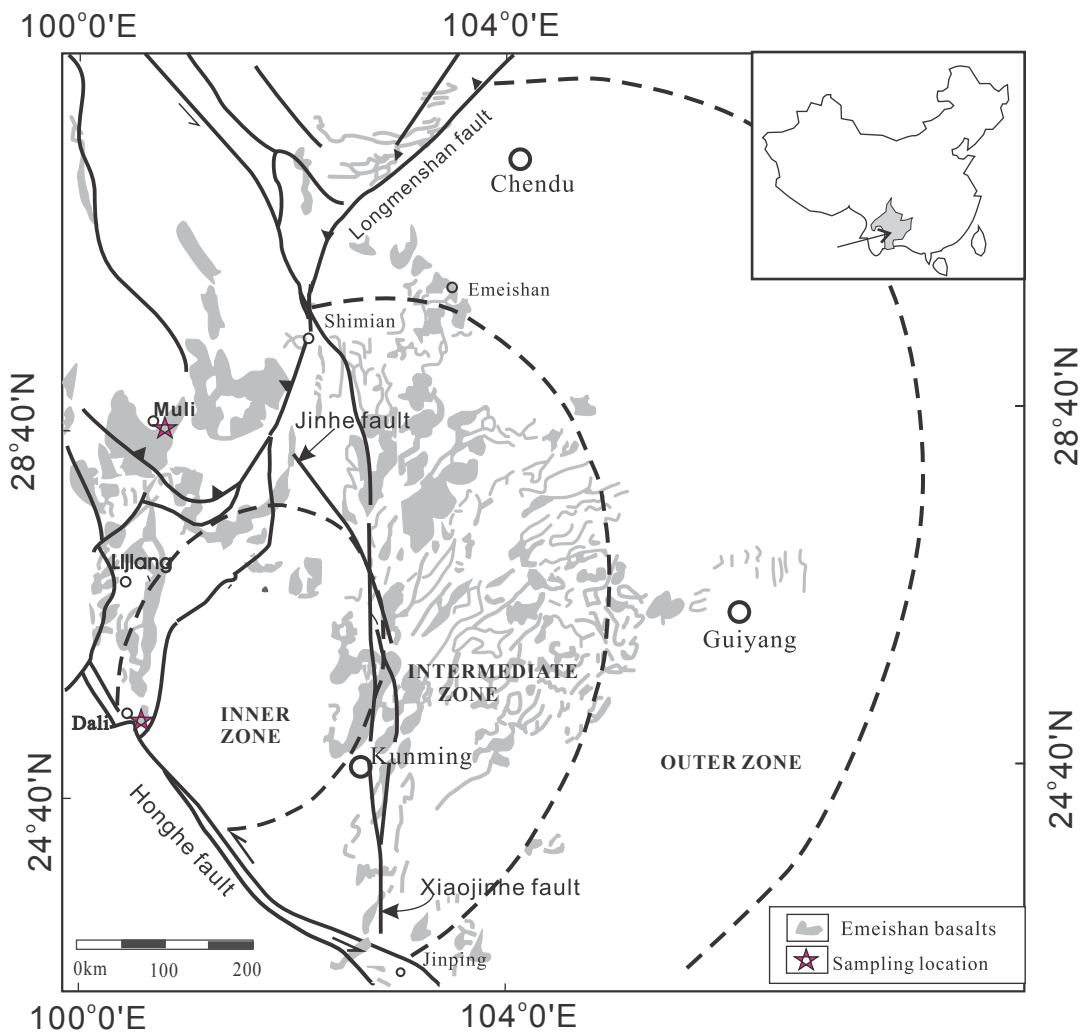 100°0'E
104°0'E
Longmenshan fault
Chendu
Emeishan
Shimian
28°40'N
28°40'N
Muli
Jinhe fault
Lijiang
Guiyang
INTERMEDIATE
ZONE
INNER
ZONE
Dali
Kunming
OUTER ZONE
24°40'N
24°40'N
Honghe fault
Xiaojinhe fault
Jinping
0km
100
200
Emeishan basalts
Sampling location
100°0'E
104°0'E